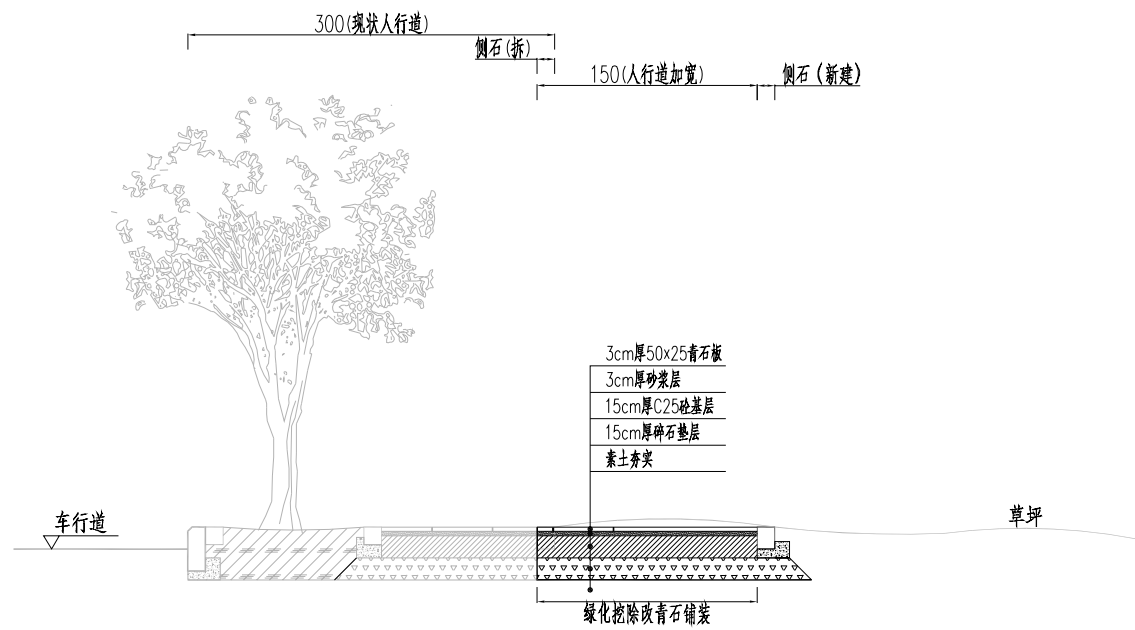 300(现状人行道)
侧石(拆)
150(人行道加宽)
侧石(新建)
3cm厚50x25青石板
3cm厚砂浆层
15cm厚C25砼基层
15cm厚碎石垫层
素土夯实
车行道
草坪
绿化挖除改青石铺装